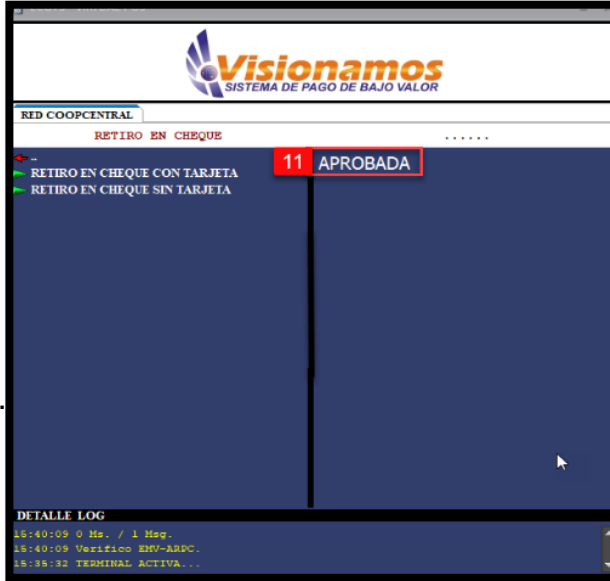 Visionamos
SISTEMA DE PAGO DE BAJO VALOR
RED COOPCENTRAL
RETIRO EN CHEQUE ......
..
RETIRO EN CHEQUE CON TARJETA
RETIRO EN CHEQUE SIN TARJETA
11 APROBADA
.
DETALLE LOG
15:40:09 0 Ms. / 1 Msg.
15:40:09 Verifico EMV-ARPC.
15:35:32 TERMINAL ACTIVA...